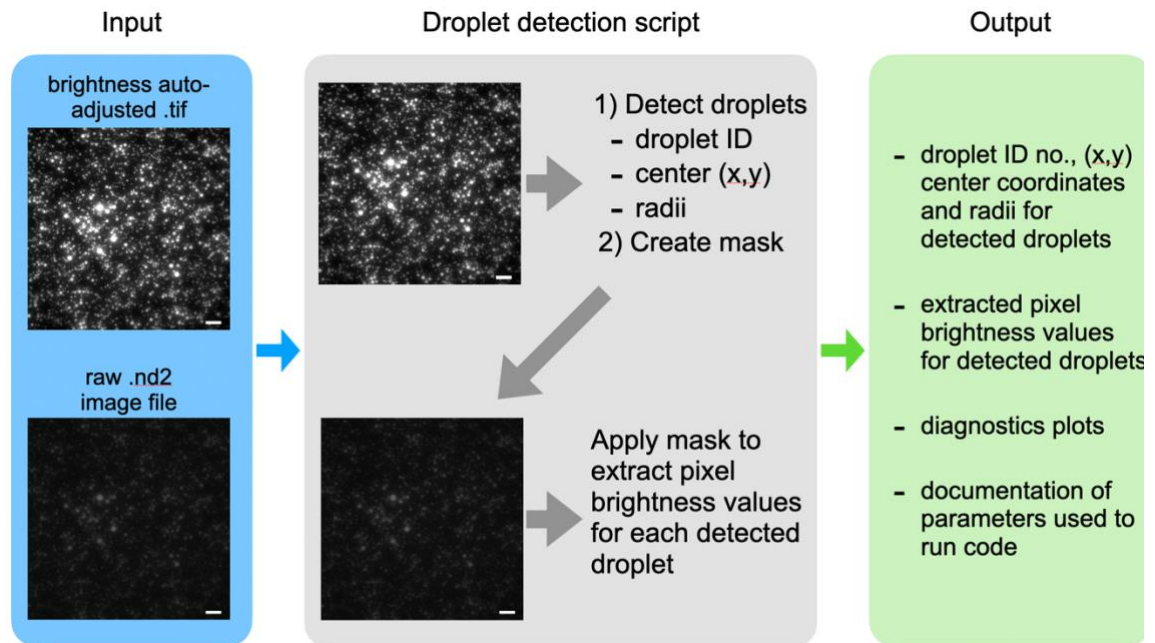 Input
Droplet detection script
Output
brightness auto-
adjusted .tif
raw .nd2
image file
1) Detect droplets
- droplet ID
- center (x,y)
- radii
2) Create mask
Apply mask to
extract pixel
brightness values
for each detected
droplet
- droplet ID no., (x,y)
center coordinates
and radii for
detected droplets
- extracted pixel
brightness values
for detected droplets
- diagnostics plots
- documentation of
parameters used to
run code